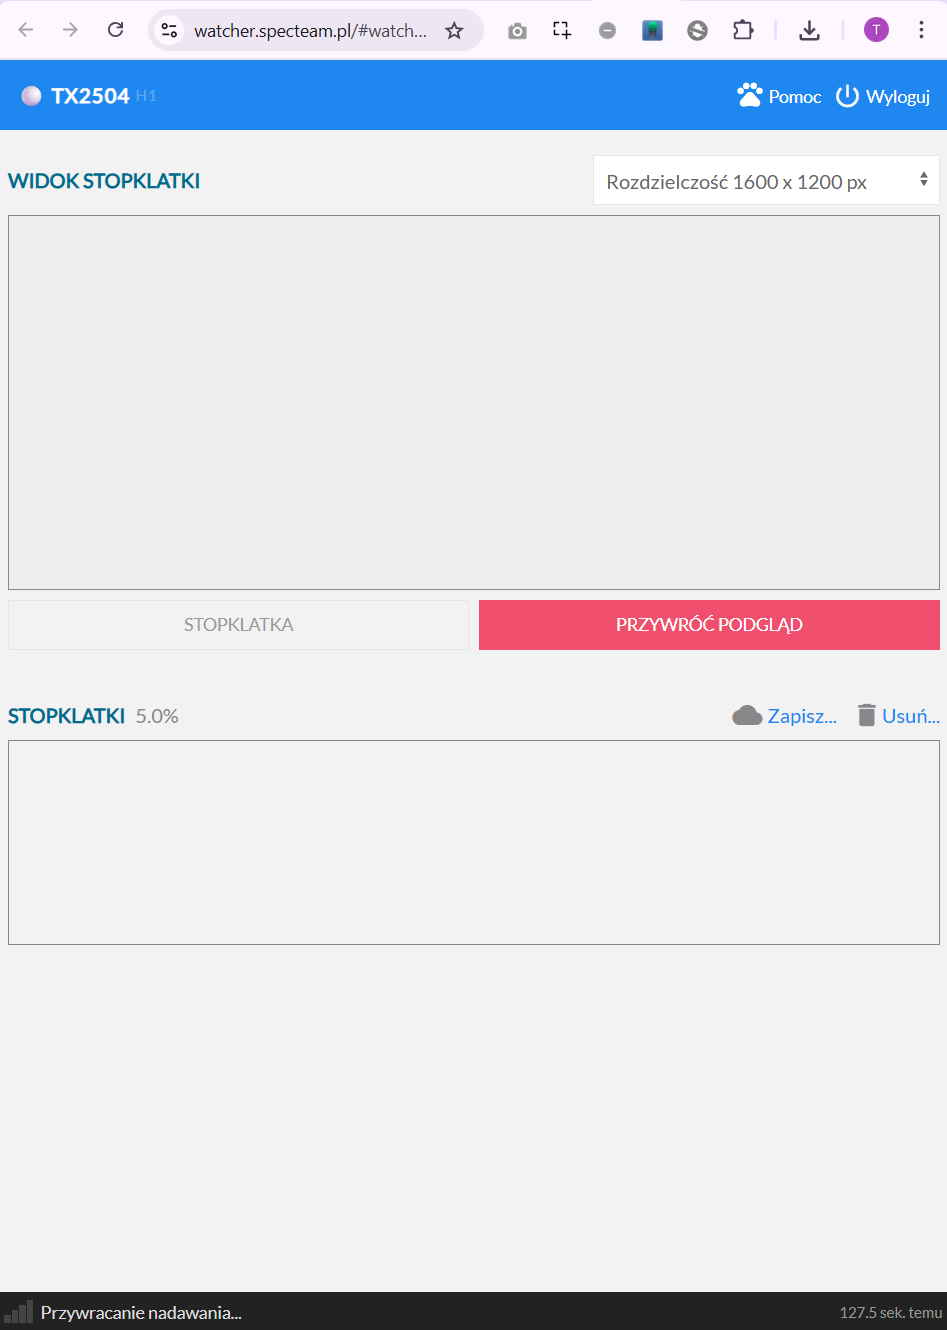 watcher.specteam.pl/#watch...
T
TX2504 H1
Pomoc
Wyloguj
WIDOK STOPKLATKI
Rozdzielczość 1600 x 1200 px
STOPKLATKA
PRZYWRÓĆ PODGLĄD
STOPKLATKI 5.0%
Zapisz...
Usuń...
Przywracanie nadawania...
127.5 sek. temu